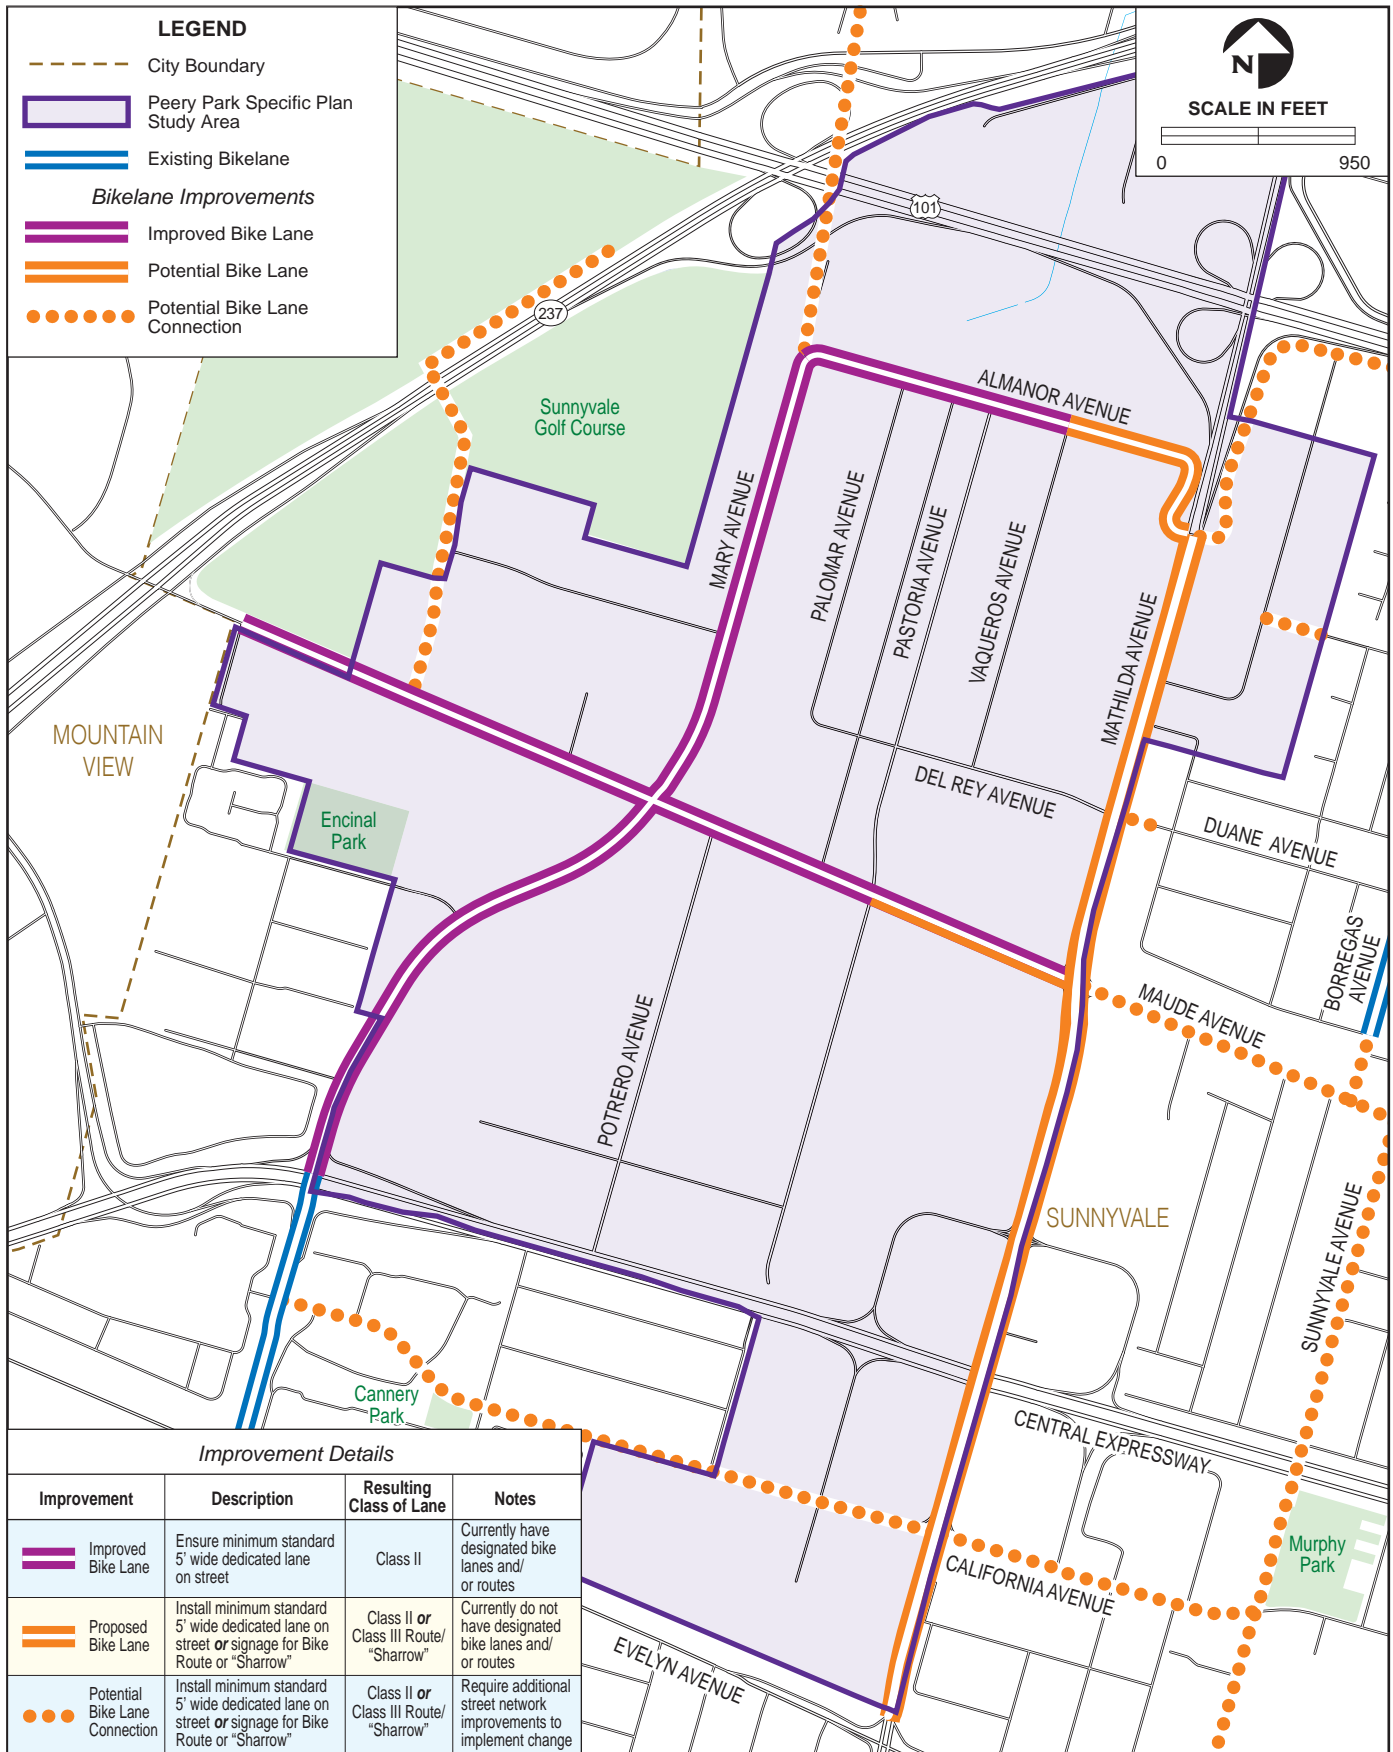 LEGEND
City Boundary
Peery Park Specific Plan
Study Area
Existing Bikelane
Bikelane Improvements
Improved Bike Lane
Potential Bike Lane
Potential Bike Lane
Connection
N
SCALE IN FEET
0 950
101
237
Sunnyvale
Golf Course
ALMANOR AVENUE
MARY AVENUE
PALOMAR AVENUE
PASTORIA AVENUE
VAQUEROS AVENUE
MATHILDA AVENUE
MOUNTAIN
VIEW
DEL REY AVENUE
DUANE AVENUE
Encinal
Park
BORREGAS
AVENUE
MAUDE AVENUE
POTRERO AVENUE
SUNNYVALE
SUNNYVALE AVENUE
Cannery
Park
CENTRAL EXPRESSWAY
Murphy
Park
CALIFORNIA AVENUE
EVELYN AVENUE
Improvement Details
Improvement Description Resulting Class of Lane Notes
Improved
Bike Lane
Ensure minimum standard
5' wide dedicated lane
on street
Class II
Currently have
designated bike
lanes and/
or routes
Proposed
Bike Lane
Install minimum standard
5' wide dedicated lane on
street or signage for Bike
Route or “Sharrow”
Class II or
Class III Route/
“Sharrow”
Currently do not
have designated
bike lanes and/
or routes
Potential
Bike Lane
Connection
Install minimum standard
5' wide dedicated lane on
street or signage for Bike
Route or “Sharrow”
Class II or
Class III Route/
“Sharrow”
Require additional
street network
improvements to
implement change